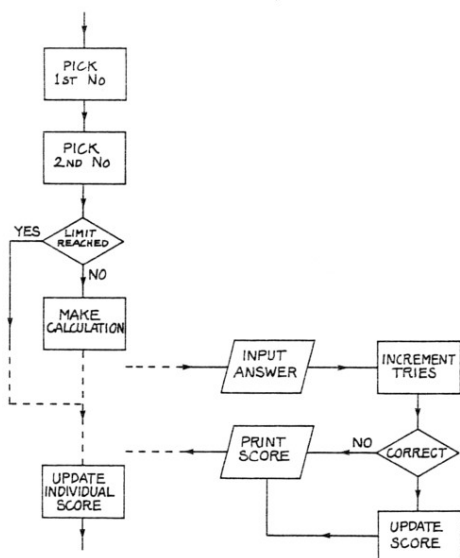 PICK
1ST NO
PICK
2ND NO
YES
LIMIT
REACHED
NO
MAKE
CALCULATION
INPUT
ANSWER
INCREMENT
TRIES
PRINT
SCORE
NO
CORRECT
UPDATE
INDIVIDUAL
SCORE
UPDATE
SCORE